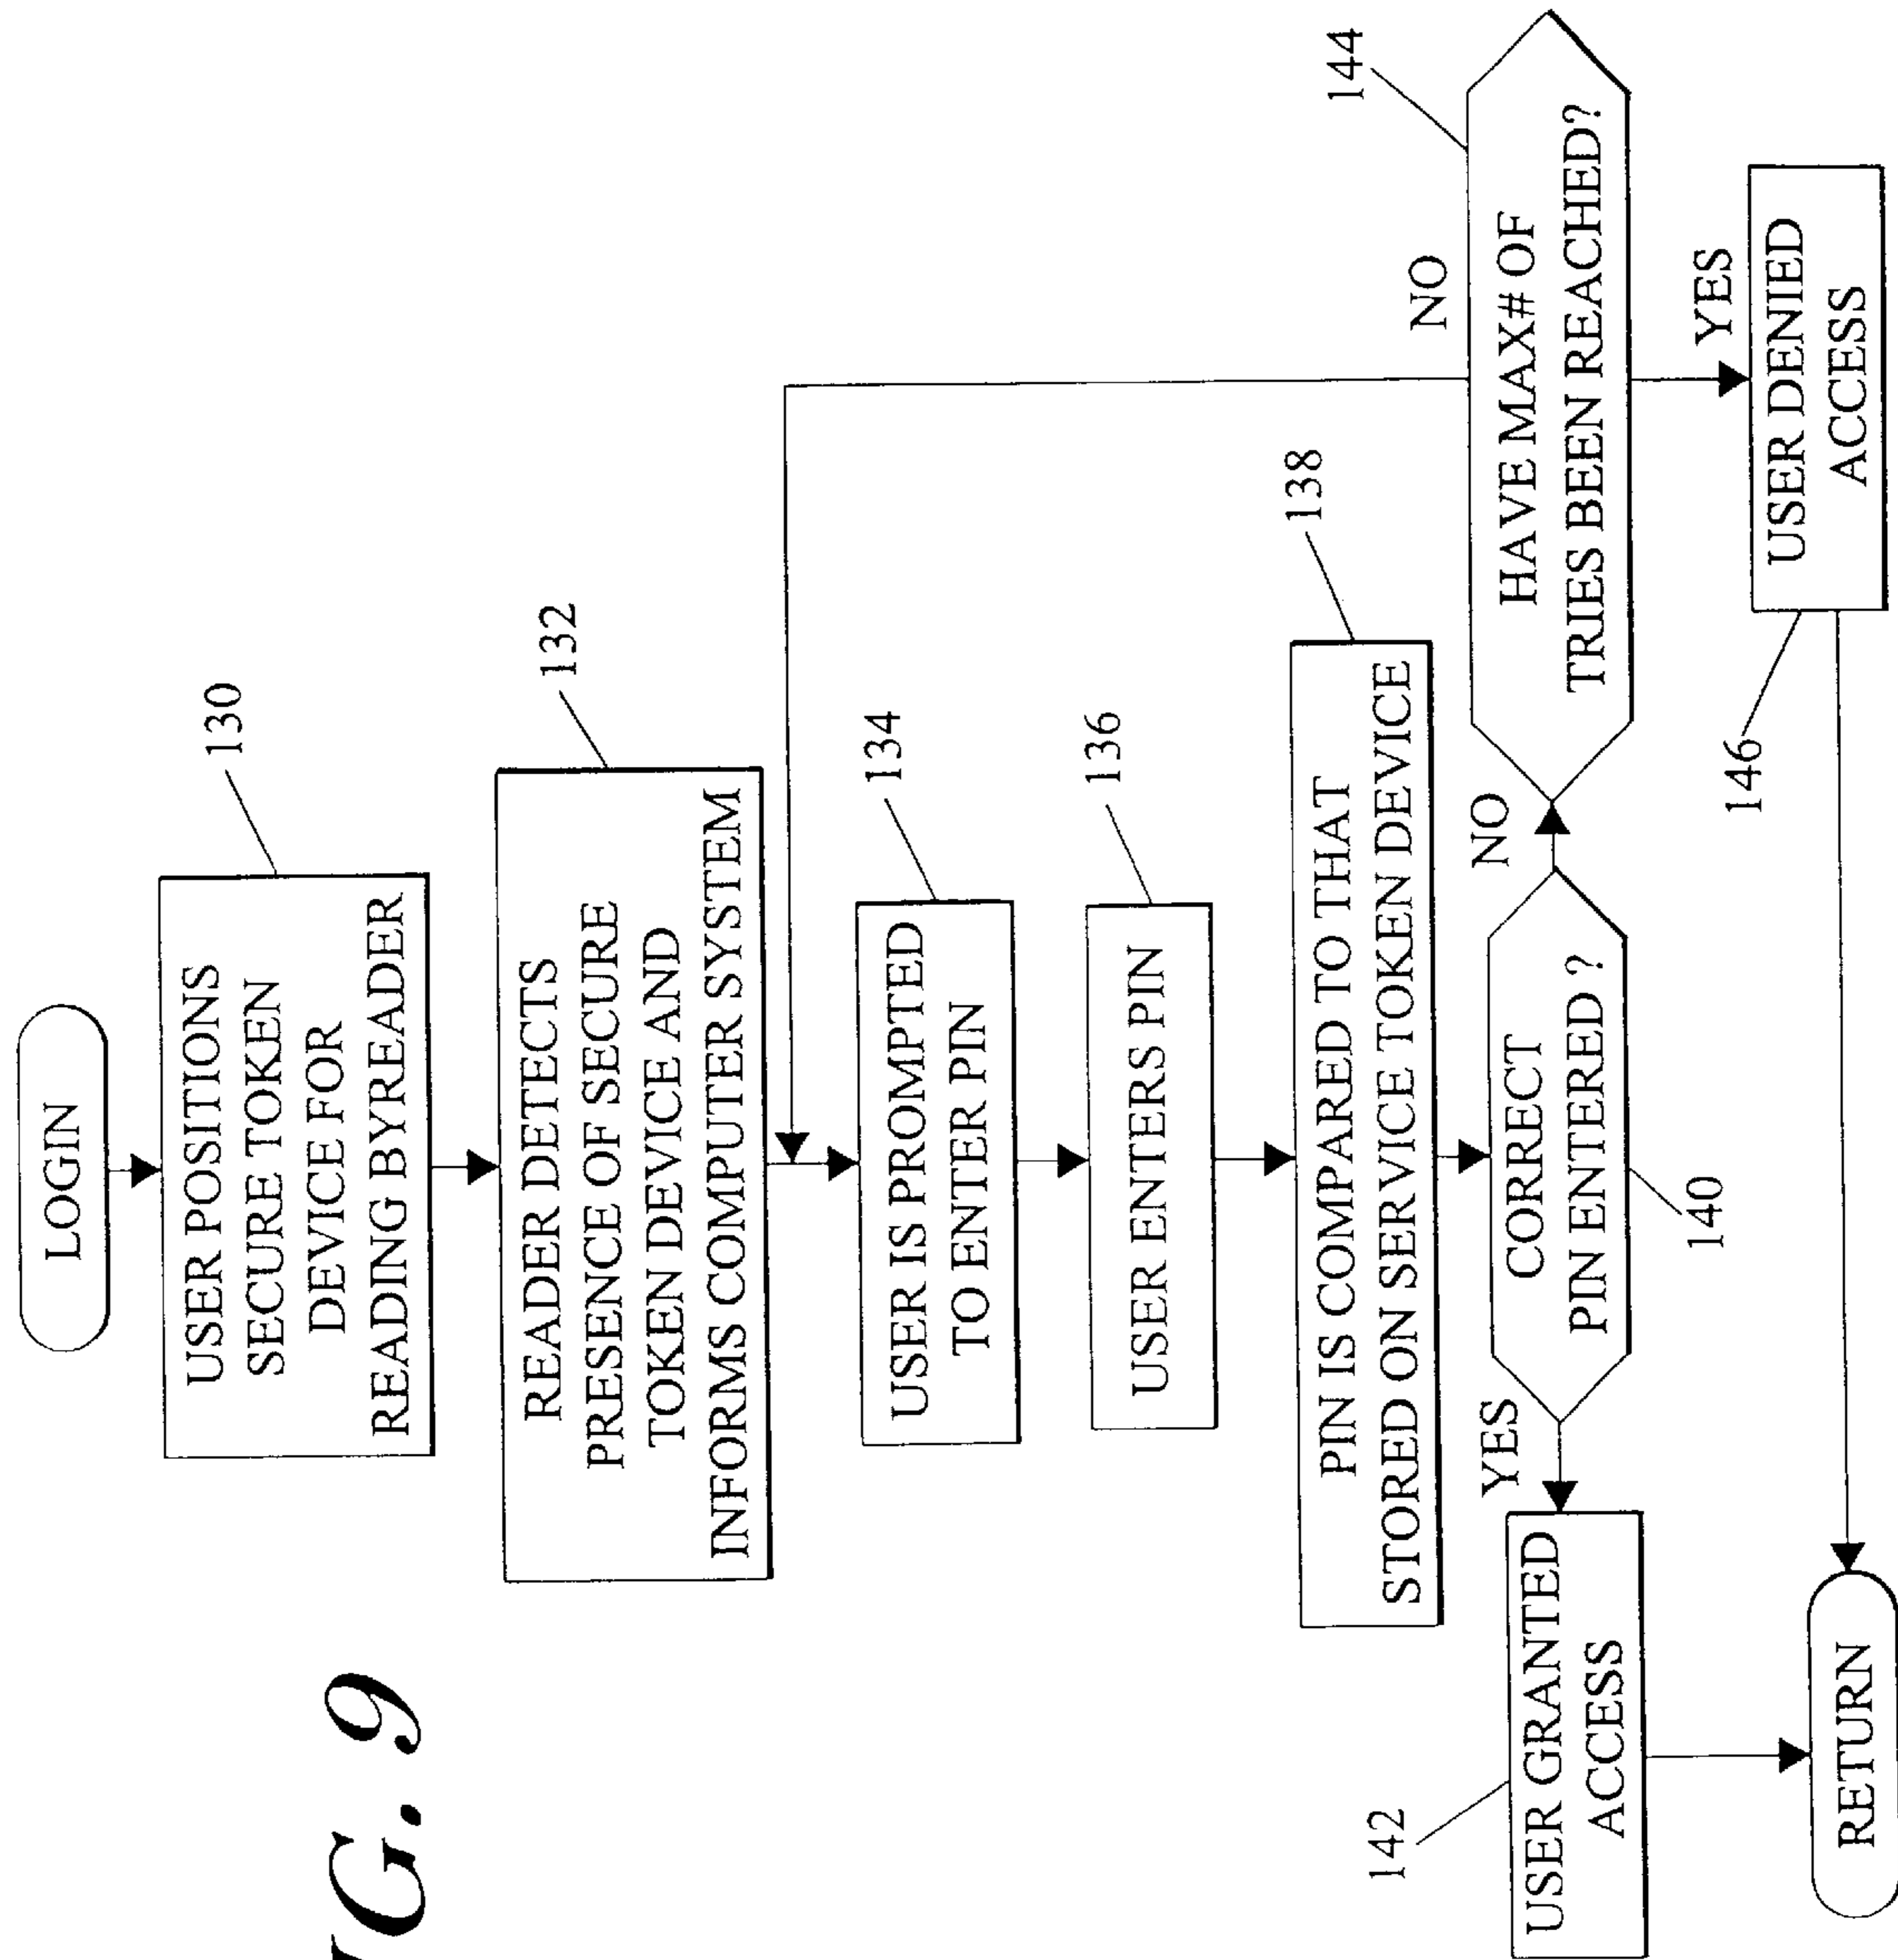 LOGIN
130
USER POSITIONS
SECURE TOKEN
DEVICE FOR
READING BYREADER
132
READER DETECTS
PRESENCE OF SECURE
TOKEN DEVICE AND
INFORMS COMPUTER SYSTEM
134
USER IS PROMPTED
TO ENTER PIN
136
USER ENTERS PIN
138
PIN IS COMPARED TO THAT
STORED ON SERVICE TOKEN DEVICE
140
CORRECT
PIN ENTERED ?
YES
NO
142
USER GRANTED
ACCESS
144
HAVE MAX# OF
TRIES BEEN REACHED?
NO
YES
146
USER DENIED
ACCESS
RETURN
IG. 9